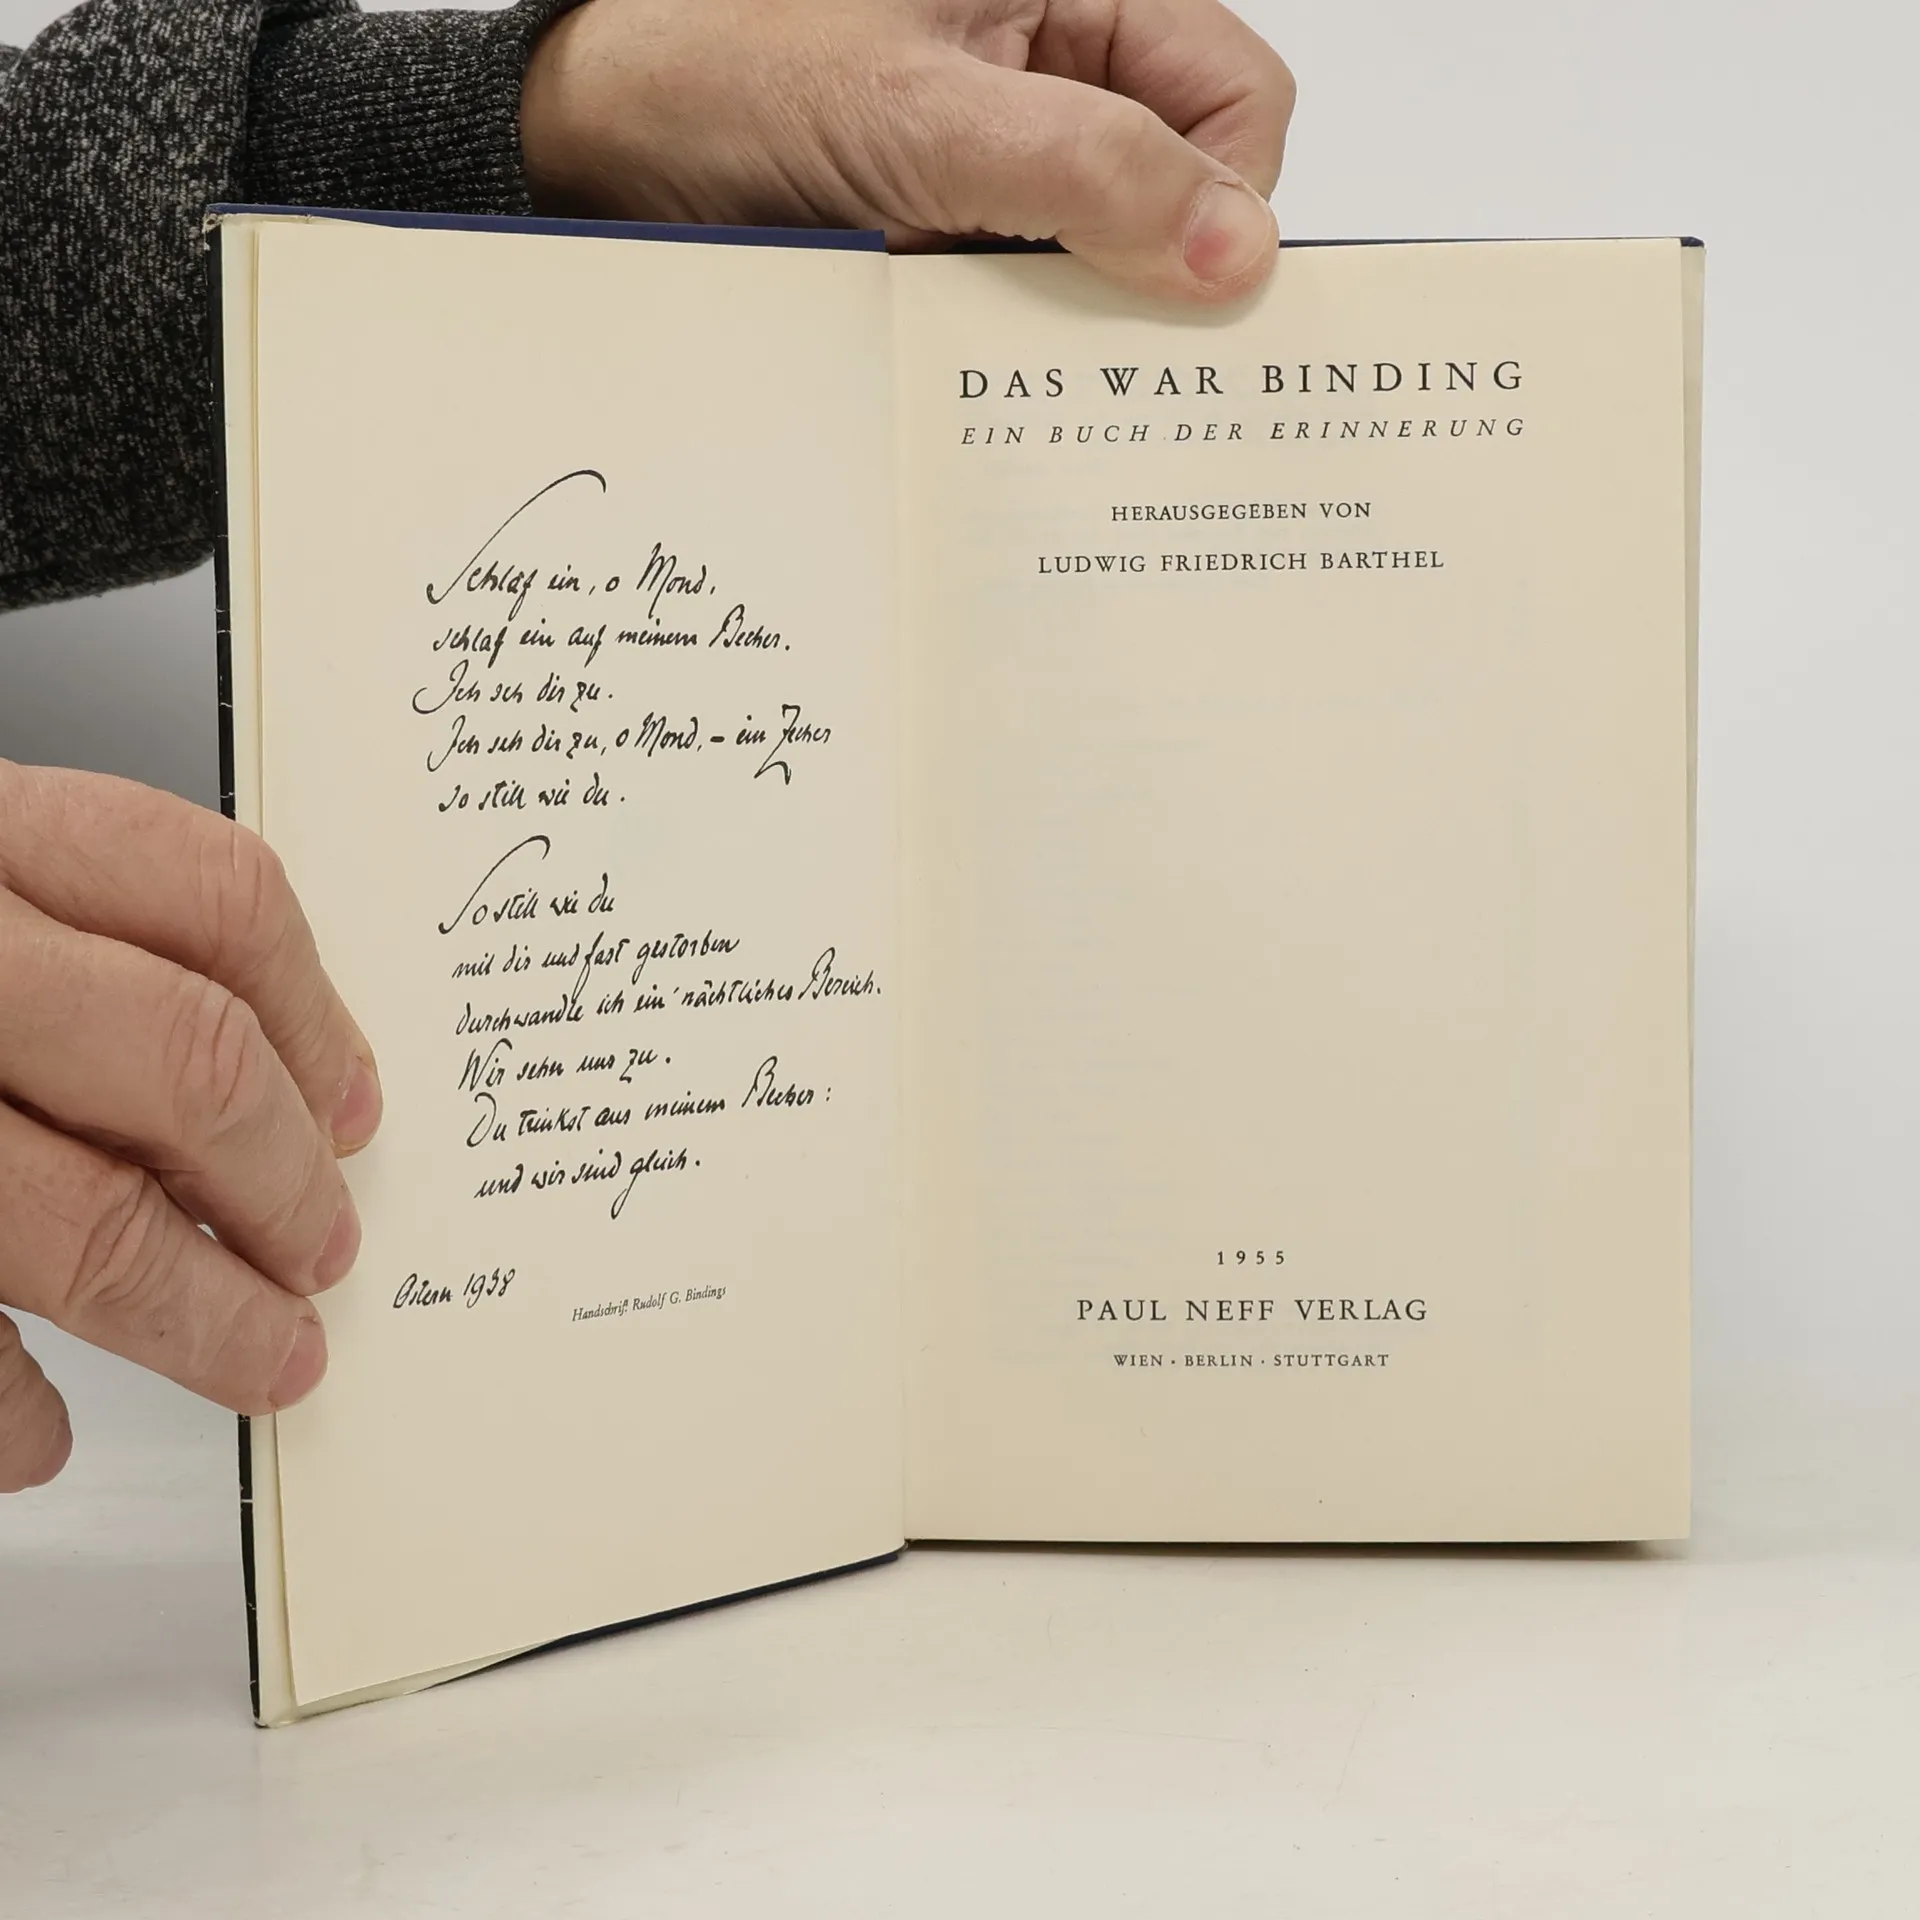 Schlaf ein, o Mond,
schlaf ein auf meinem Becher.
Ich seh dir zu.
Ich seh dir zu, o Mond, – ein Zecher
so still wie du.
So still wie du
mit dir und fast gestorben
durchwandle ich ein' nächtliches Bereich.
Wir sehn uns zu.
Du trinkst aus meinem Becher:
und wir sind gleich.
Ostern 1938
Handschrift Rudolf G. Bindings
DAS WAR BINDING
EIN BUCH DER ERINNERUNG
HERAUSGEGEBEN VON
LUDWIG FRIEDRICH BARTHEL
1955
PAUL NEFF VERLAG
WIEN · BERLIN · STUTTGART